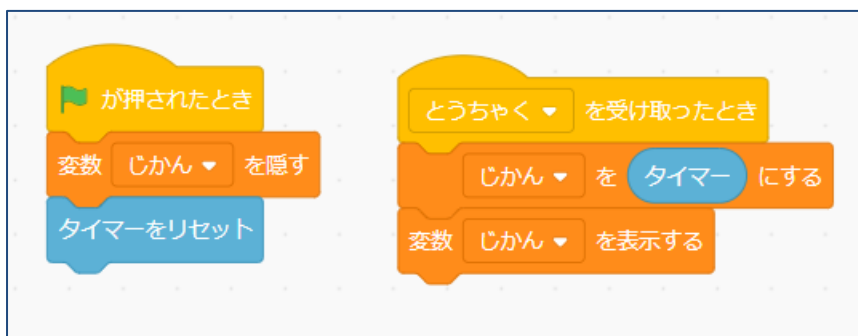 が押されたとき
変数 じかん を隠す
タイマーをリセット
とうちゃく を受け取ったとき
じかん を タイマー にする
変数 じかん を表示する